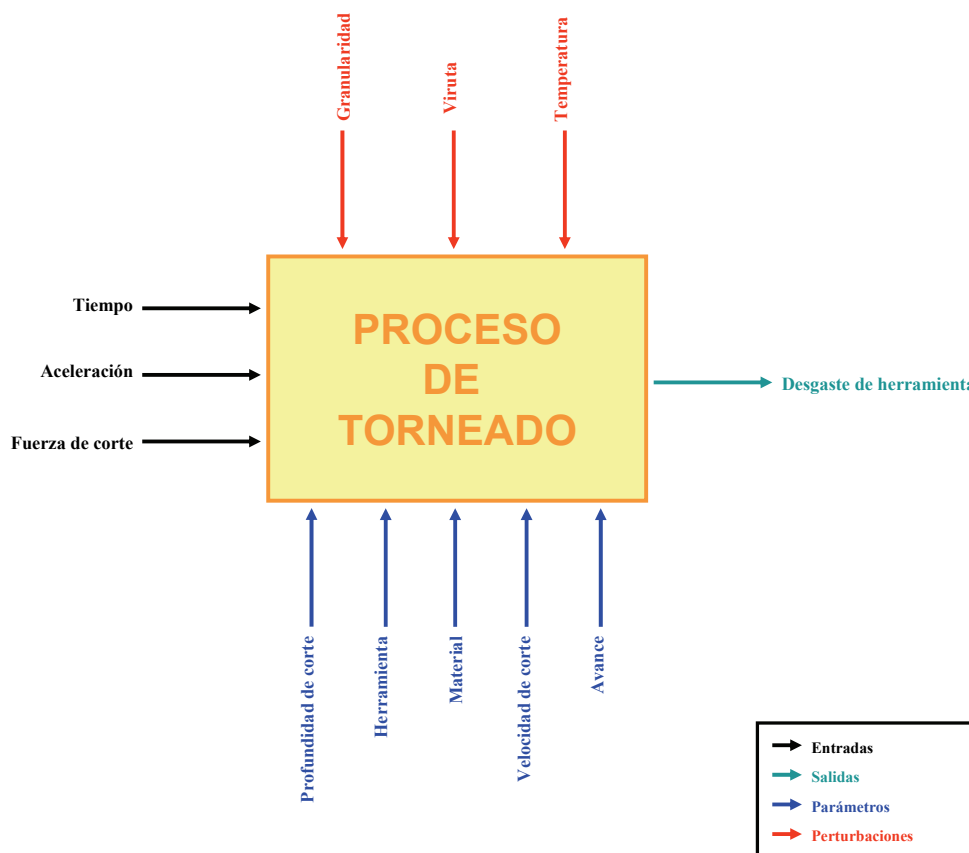 Granularidad
Viruta
Temperatura
Tiempo
Aceleración
Fuerza de corte
PROCESO
DE
TORNEADO
Desgaste de herramienta
Profundidad de corte
Herramienta
Material
Velocidad de corte
Avance
Entradas
Salidas
Parámetros
Perturbaciones